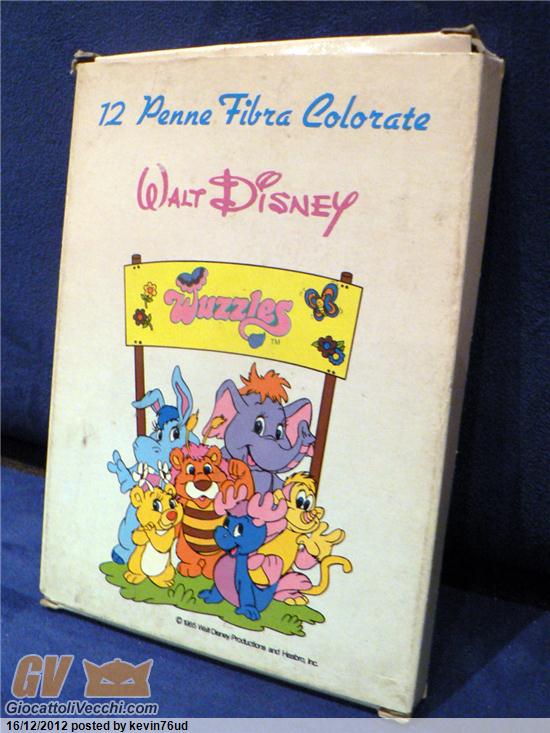 12 Penne Fibra Colorate
WALT DISNEY
Wuzzles
TM
© 1985 Walt Disney Productions and Hasbro, Inc.
GV
GiocattoliVecchi.com
16/12/2012 posted by kevin76ud